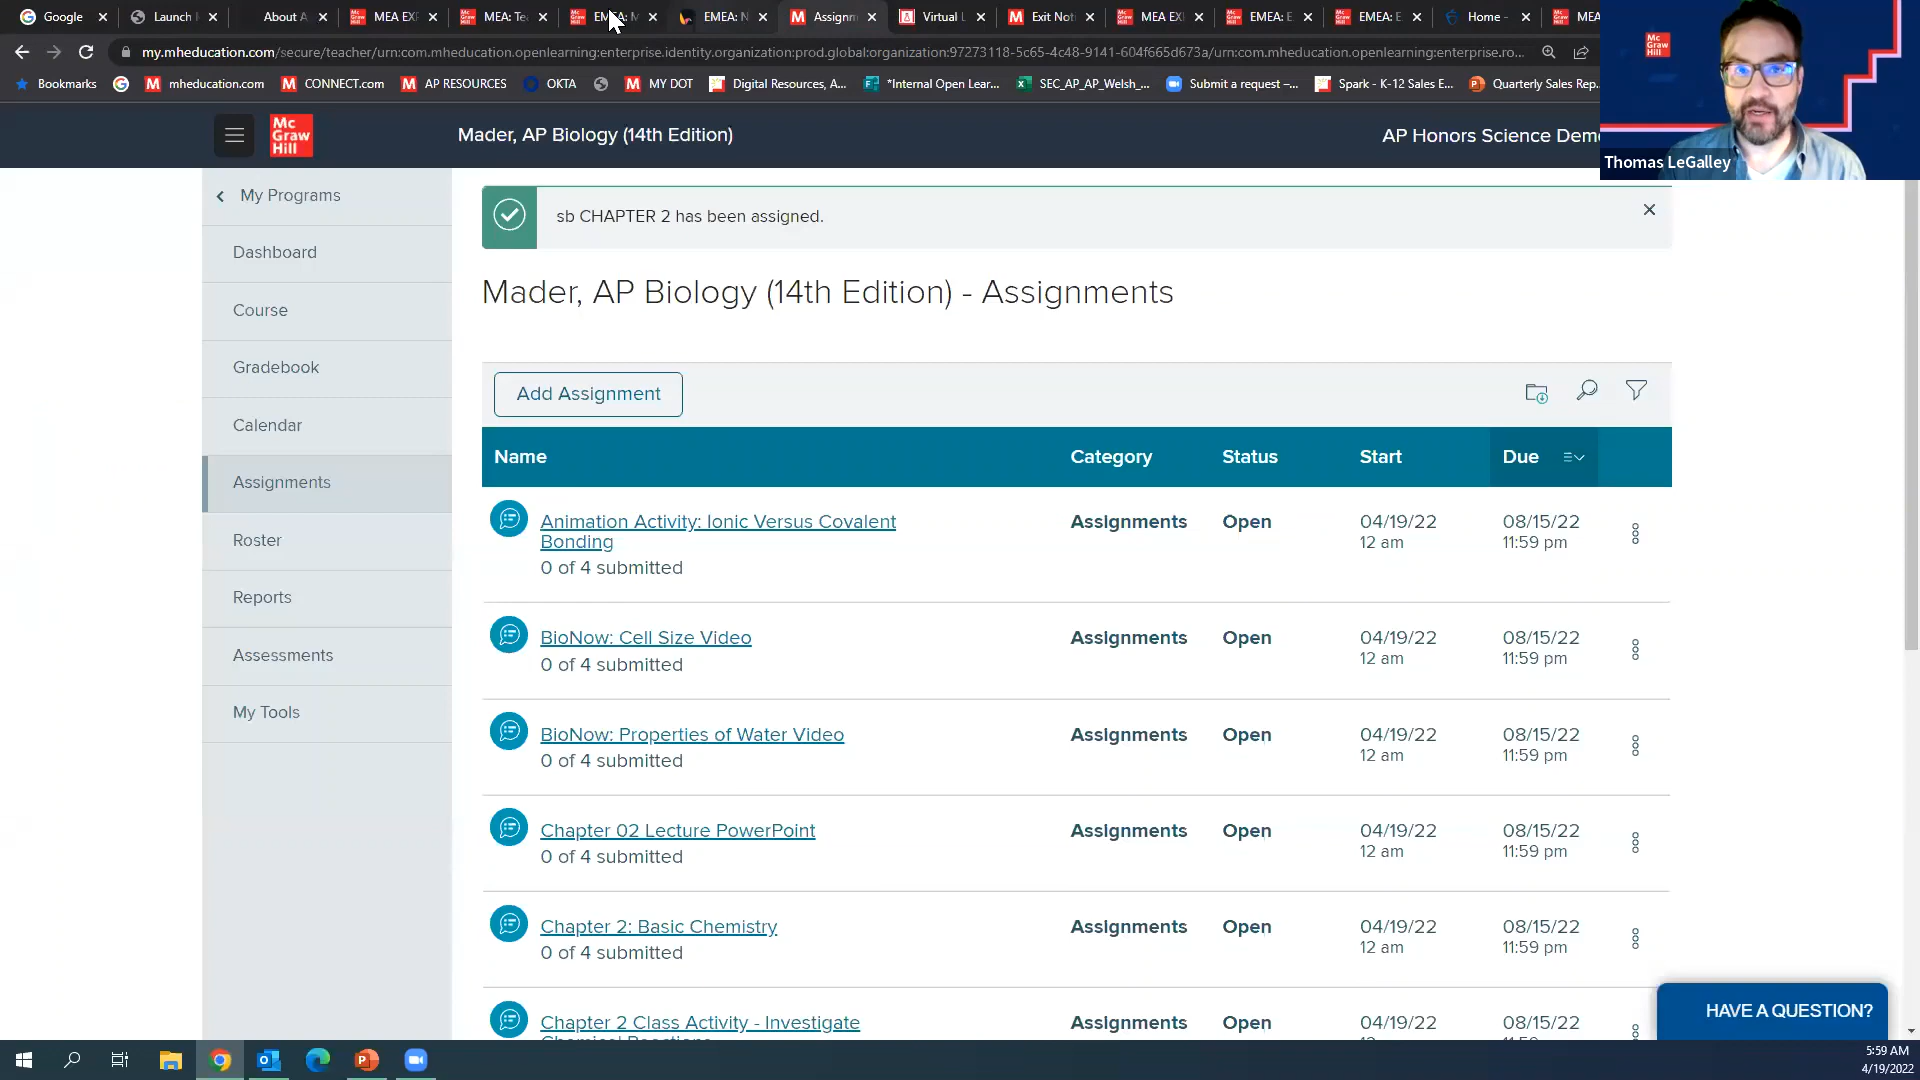 Google
Launch
About A
MEA EXP
MEA: Te
EMEA: M
EMEA: N
Assignm
Virtual L
Exit Not
MEA EX
EMEA: E
EMEA: E
Home -
MEA
my.mheducation.com/secure/teacher/urn:com.mheducation.openlearning:enterprise.identity.organization:prod.global:organization:97273118-5c65-4c48-9141-604f665d673a/urn:com.mheducation.openlearning:enterprise.ro...
Bookmarks
mheducation.com
CONNECT.com
AP RESOURCES
OKTA
MY DOT
Digital Resources, A...
*Internal Open Lear...
SEC_AP_AP_Welsh_...
Submit a request –...
Spark - K-12 Sales E...
Quarterly Sales Rep...
Mc
Graw
Hill
Mc
Graw
Hill
Mader, AP Biology (14th Edition)
AP Honors Science Dem
Thomas LeGalley
My Programs
Dashboard
Course
Gradebook
Calendar
Assignments
Roster
Reports
Assessments
My Tools
sb CHAPTER 2 has been assigned.
Mader, AP Biology (14th Edition) - Assignments
Add Assignment
Name Category Status Start Due
Animation Activity: Ionic Versus Covalent Assignments Open 04/19/22 08/15/22
Bonding 12 am 11:59 pm
0 of 4 submitted
BioNow: Cell Size Video Assignments Open 04/19/22 08/15/22
0 of 4 submitted 12 am 11:59 pm
BioNow: Properties of Water Video Assignments Open 04/19/22 08/15/22
0 of 4 submitted 12 am 11:59 pm
Chapter 02 Lecture PowerPoint Assignments Open 04/19/22 08/15/22
0 of 4 submitted 12 am 11:59 pm
Chapter 2: Basic Chemistry Assignments Open 04/19/22 08/15/22
0 of 4 submitted 12 am 11:59 pm
Chapter 2 Class Activity - Investigate Assignments Open 04/19/22 08/15/22
Chemical Reactions
HAVE A QUESTION?
5:59 AM
4/19/2022